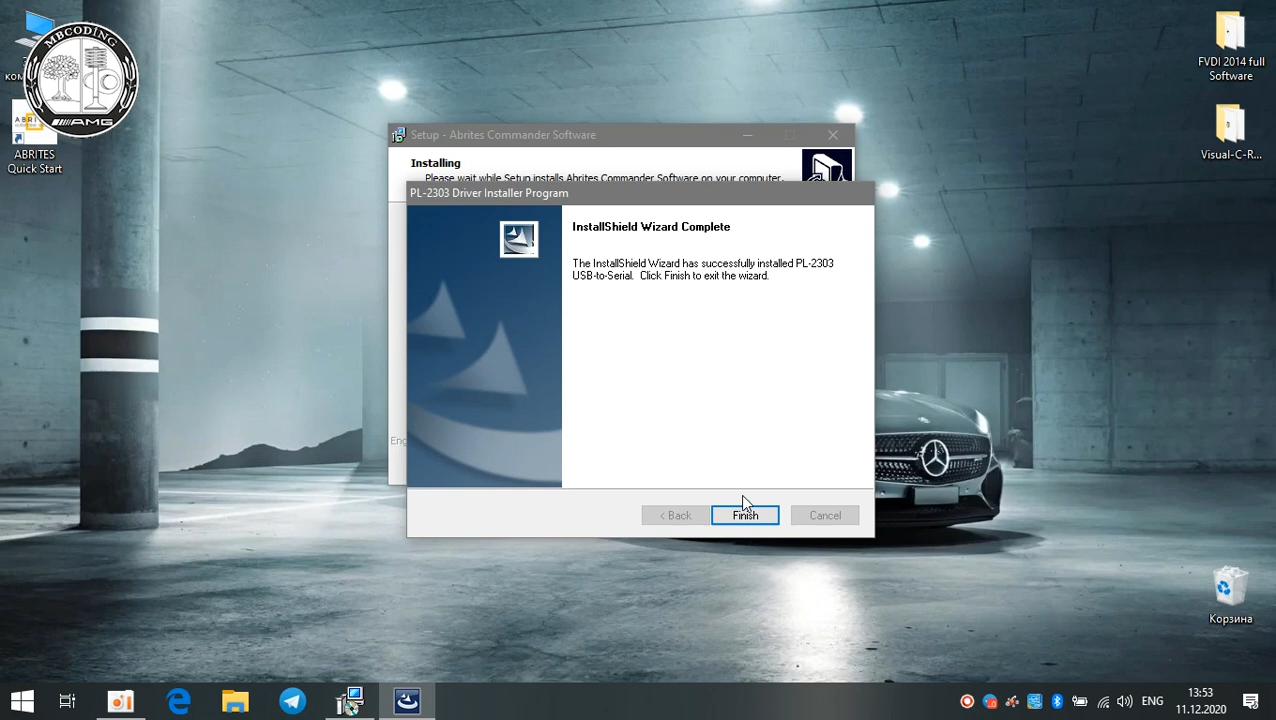 MBCODING
AMG
ABRITES
Quick Start
FVDI 2014 full
Software
Visual-C-R...
Корзина
Setup - Abrites Commander Software
Installing
Please wait while Setup installs Abrites Commander Software on your computer.
PL-2303 Driver Installer Program
InstallShield Wizard Complete
The InstallShield Wizard has successfully installed PL-2303
USB-to-Serial. Click Finish to exit the wizard.
Eng
< Back
Finish
Cancel
ENG
13:53
11.12.2020